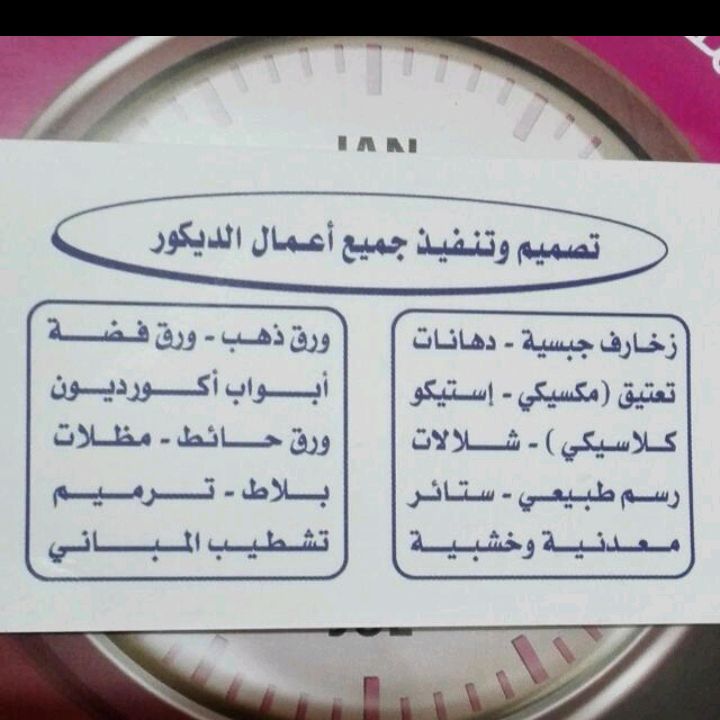 JAN
تصميم وتنفيذ جميع أعمال الديكور
زخارف جبسية - دهانات
تعتيق (مكسيكي - إستيكو
كلاسيكي) - شلالات
رسم طبيعي - ستائر
معدنية وخشبية
ورق ذهب - ورق فضة
أبواب أكورديون
ورق حائط - مظلات
بلاط - ترميم
تشطيب المباني